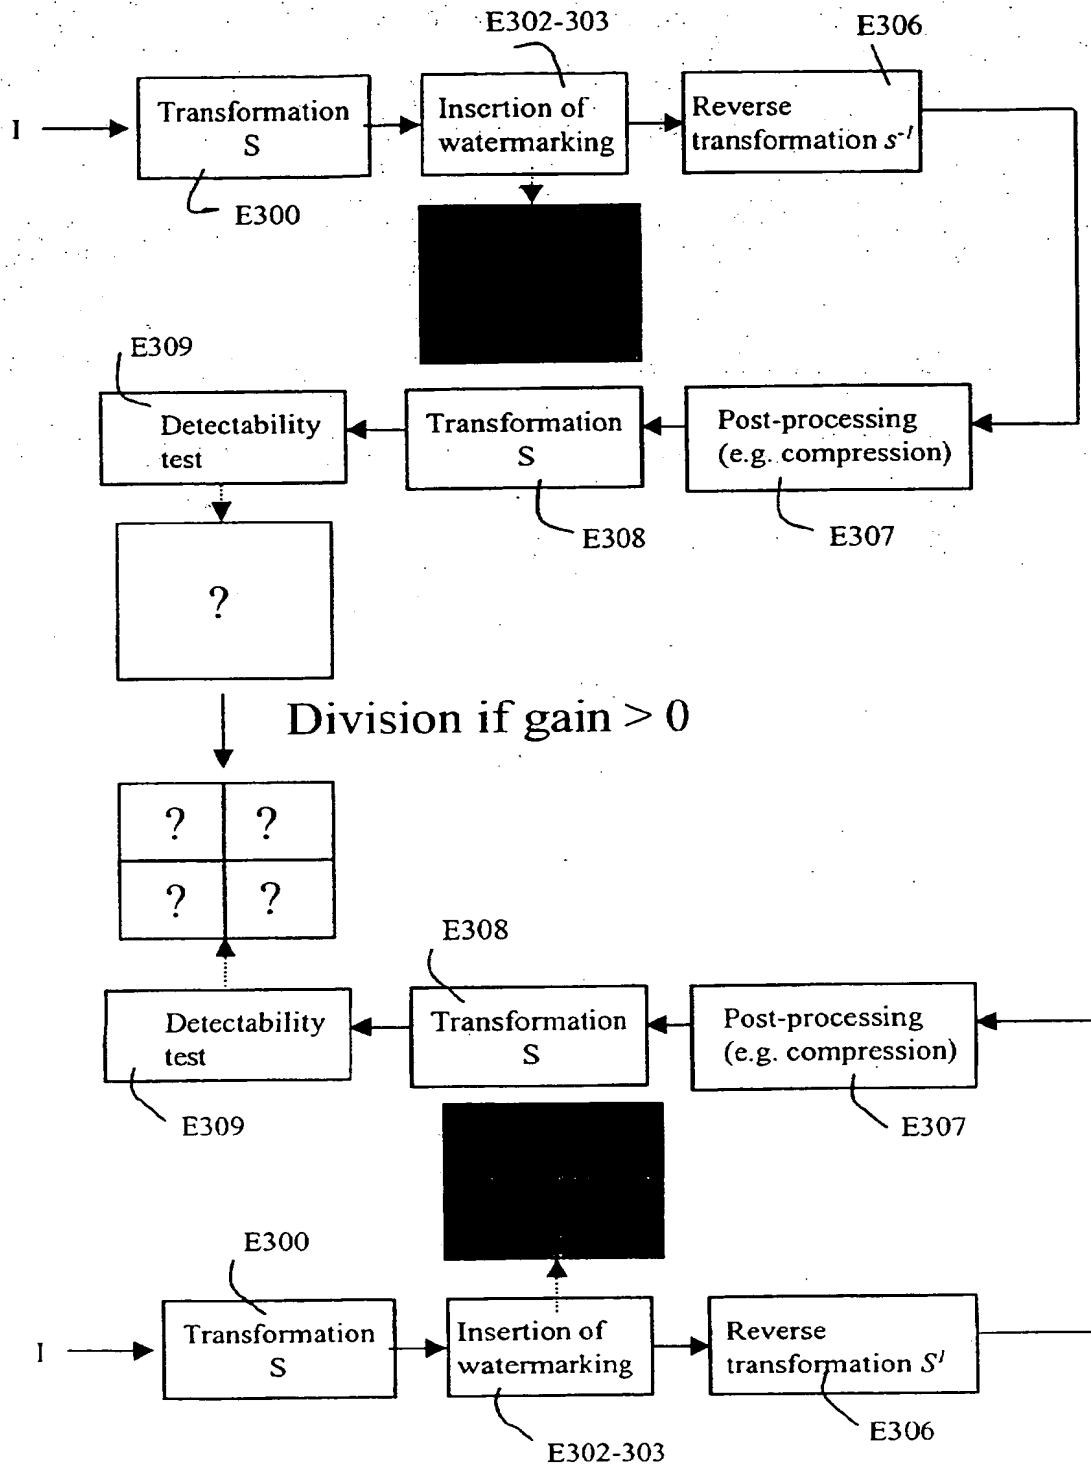 E302-303
E306
I
Transformation
S
Insertion of
watermarking
Reverse
transformation s⁻¹
E300
E309
Detectability
test
Transformation
S
Post-processing
(e.g. compression)
E308
E307
?
Division if gain > 0
? ?
? ?
E308
Detectability
test
Transformation
S
Post-processing
(e.g. compression)
E309
E307
E300
I
Transformation
S
Insertion of
watermarking
Reverse
transformation S¹
E306
E302-303